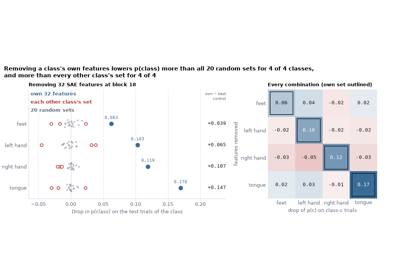 Removing a class's own features lowers p(class) more than all 20 random sets for 4 of 4 classes,
and more than every other class's set for 4 of 4
Removing 32 SAE features at block 18
own 32 features
each other class's set
20 random sets
own − best
control
feet
0.063
+0.039
left hand
0.103
+0.065
right hand
0.119
+0.107
tongue
0.170
+0.147
−0.05
0.00
0.05
0.10
0.15
0.20
Drop in p(class) on the test trials of the class
Every combination (own set outlined)
features removed
feet
0.06
0.04
-0.02
0.02
left hand
-0.02
0.10
-0.02
-0.02
right hand
-0.03
-0.05
0.12
-0.03
tongue
0.02
0.03
-0.01
0.17
feet
left hand
right hand
tongue
drop of p(c) on class-c trials